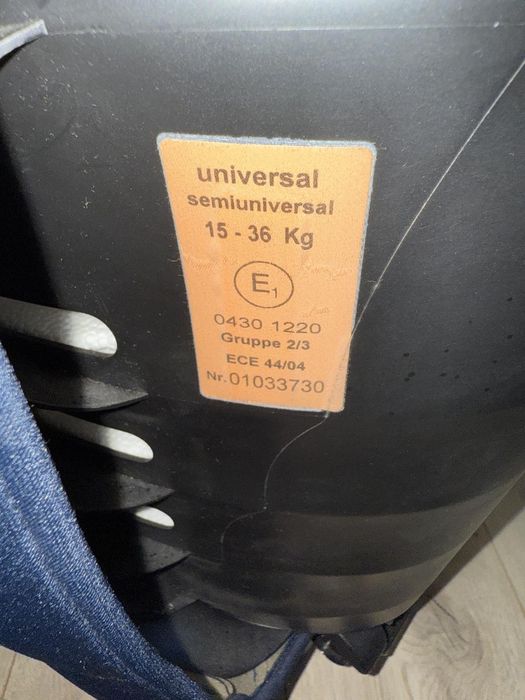 universal
semiuniversal
15 - 36 Kg
E1
0430 1220
Gruppe 2/3
ECE 44/04
Nr. 01033730